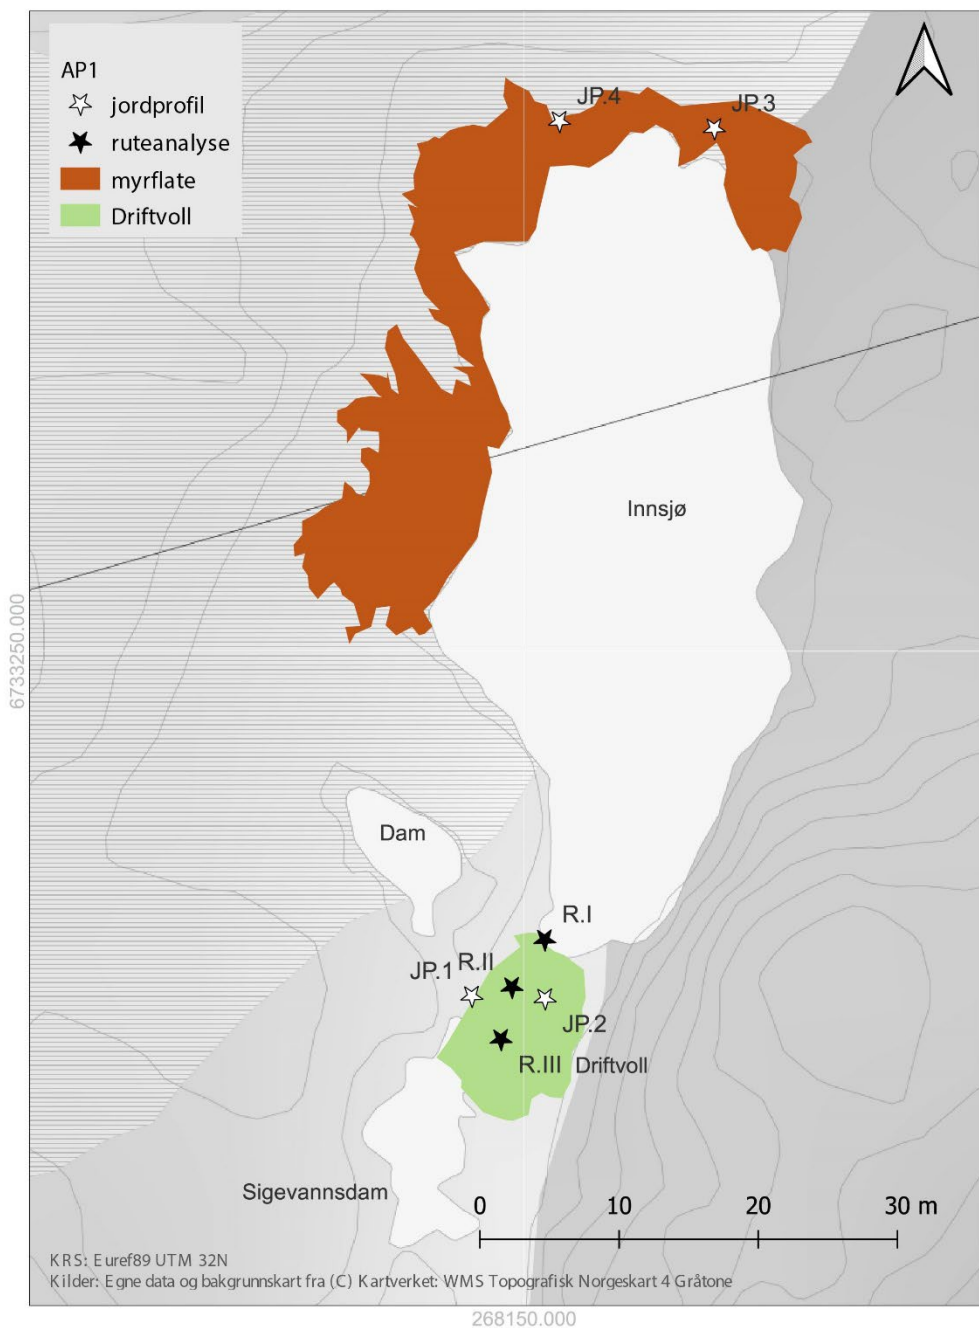 AP1
jordprofil
ruteanalyse
myrflate
Driftvoll
JP.4
JP.3
Innsjø
6733250.000
Dam
R.I
JP.1
R.II
JP.2
R.III
Driftvoll
Sigevannsdam
0 10 20 30 m
KRS: Euref89 UTM 32N
Kilder: Egne data og bakgrunnskart fra (C) Kartverket: WMS Topografisk Norgeskart 4 Gråtone
268150.000